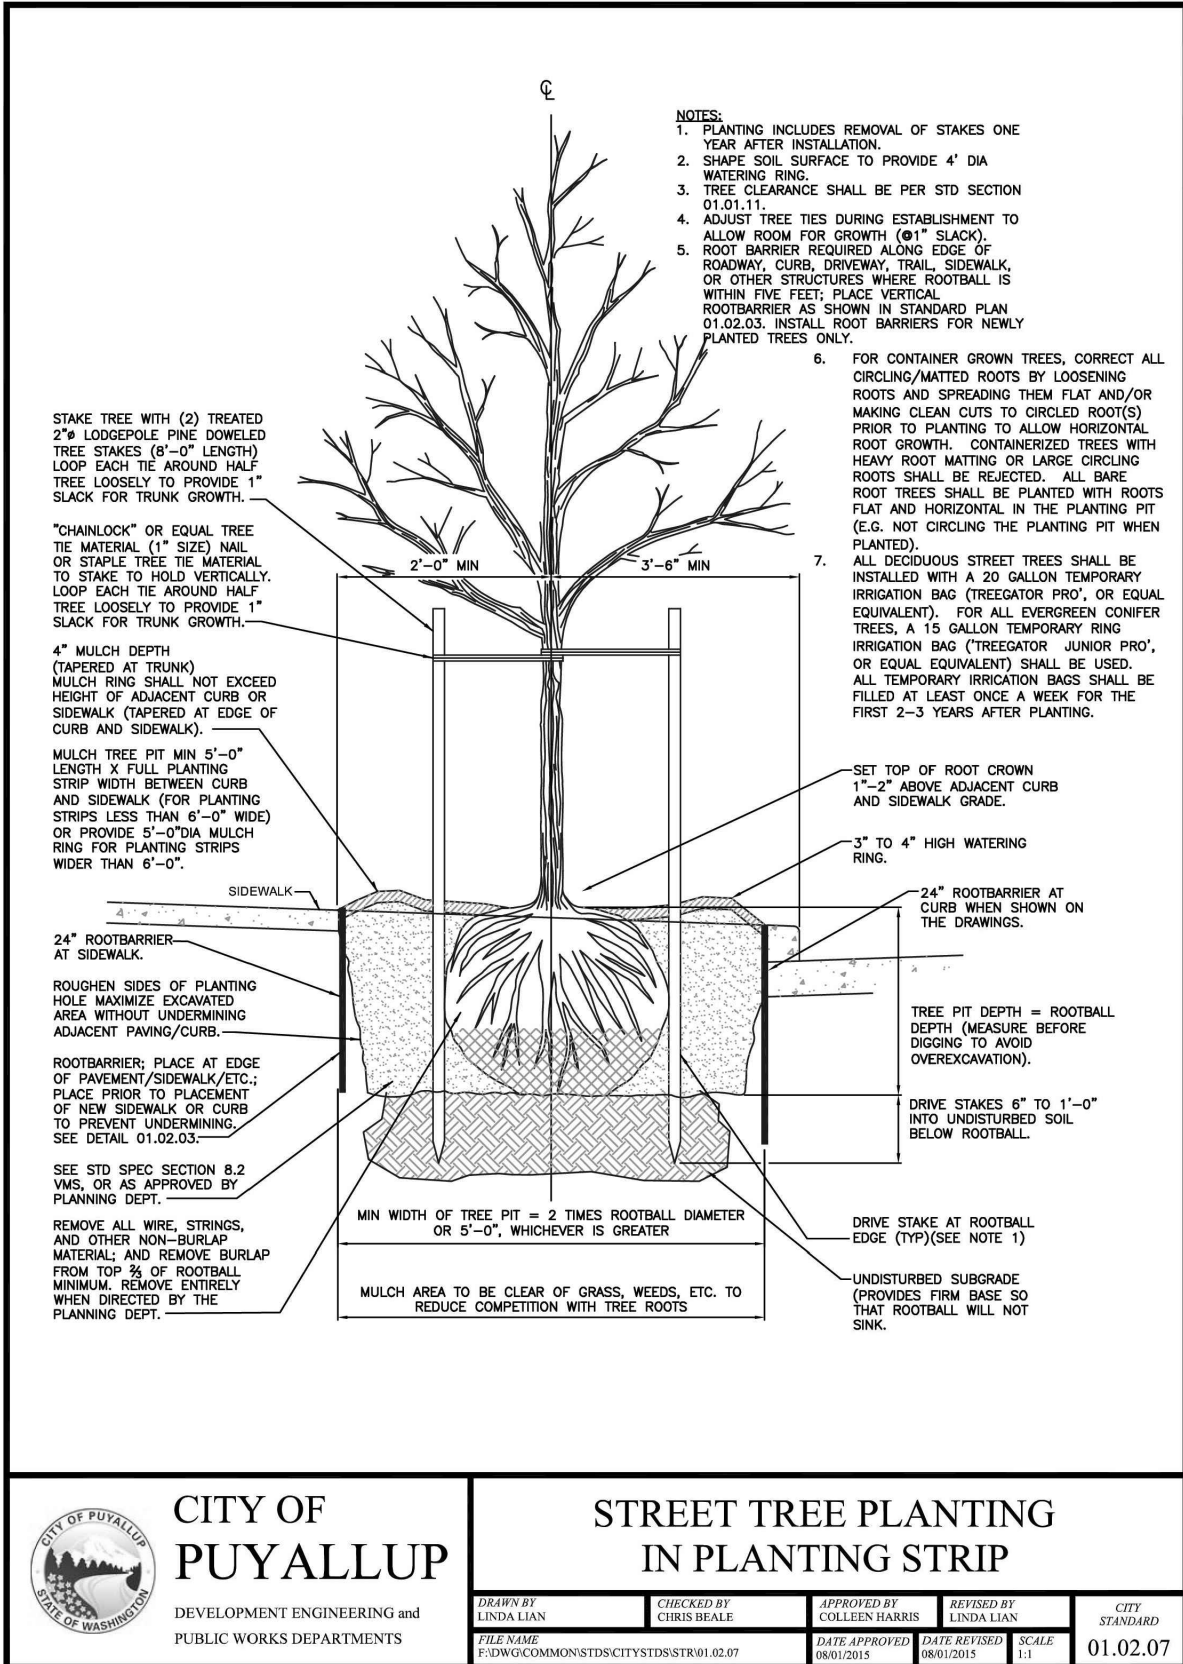 ℄
NOTES:
1. PLANTING INCLUDES REMOVAL OF STAKES ONE
YEAR AFTER INSTALLATION.
2. SHAPE SOIL SURFACE TO PROVIDE 4' DIA
WATERING RING.
3. TREE CLEARANCE SHALL BE PER STD SECTION
01.01.11.
4. ADJUST TREE TIES DURING ESTABLISHMENT TO
ALLOW ROOM FOR GROWTH (@1" SLACK).
5. ROOT BARRIER REQUIRED ALONG EDGE OF
ROADWAY, CURB, DRIVEWAY, TRAIL, SIDEWALK,
OR OTHER STRUCTURES WHERE ROOTBALL IS
WITHIN FIVE FEET; PLACE VERTICAL
ROOTBARRIER AS SHOWN IN STANDARD PLAN
01.02.03. INSTALL ROOT BARRIERS FOR NEWLY
PLANTED TREES ONLY.
6. FOR CONTAINER GROWN TREES, CORRECT ALL
CIRCLING/MATTED ROOTS BY LOOSENING
ROOTS AND SPREADING THEM FLAT AND/OR
MAKING CLEAN CUTS TO CIRCLED ROOT(S)
PRIOR TO PLANTING TO ALLOW HORIZONTAL
ROOT GROWTH. CONTAINERIZED TREES WITH
HEAVY ROOT MATTING OR LARGE CIRCLING
ROOTS SHALL BE REJECTED. ALL BARE
ROOT TREES SHALL BE PLANTED WITH ROOTS
FLAT AND HORIZONTAL IN THE PLANTING PIT
(E.G. NOT CIRCLING THE PLANTING PIT WHEN
PLANTED).
7. ALL DECIDUOUS STREET TREES SHALL BE
INSTALLED WITH A 20 GALLON TEMPORARY
IRRIGATION BAG (TREEGATOR PRO', OR EQUAL
EQUIVALENT). FOR ALL EVERGREEN CONIFER
TREES, A 15 GALLON TEMPORARY RING
IRRIGATION BAG ('TREEGATOR JUNIOR PRO',
OR EQUAL EQUIVALENT) SHALL BE USED.
ALL TEMPORARY IRRICATION BAGS SHALL BE
FILLED AT LEAST ONCE A WEEK FOR THE
FIRST 2-3 YEARS AFTER PLANTING.
STAKE TREE WITH (2) TREATED
2"ø LODGEPOLE PINE DOWELED
TREE STAKES (8'-0" LENGTH)
LOOP EACH TIE AROUND HALF
TREE LOOSELY TO PROVIDE 1"
SLACK FOR TRUNK GROWTH.
"CHAINLOCK" OR EQUAL TREE
TIE MATERIAL (1" SIZE) NAIL
OR STAPLE TREE TIE MATERIAL
TO STAKE TO HOLD VERTICALLY.
LOOP EACH TIE AROUND HALF
TREE LOOSELY TO PROVIDE 1"
SLACK FOR TRUNK GROWTH.
4" MULCH DEPTH
(TAPERED AT TRUNK)
MULCH RING SHALL NOT EXCEED
HEIGHT OF ADJACENT CURB OR
SIDEWALK (TAPERED AT EDGE OF
CURB AND SIDEWALK).
MULCH TREE PIT MIN 5'-0"
LENGTH X FULL PLANTING
STRIP WIDTH BETWEEN CURB
AND SIDEWALK (FOR PLANTING
STRIPS LESS THAN 6'-0" WIDE)
OR PROVIDE 5'-0"DIA MULCH
RING FOR PLANTING STRIPS
WIDER THAN 6'-0".
SIDEWALK
24" ROOTBARRIER
AT SIDEWALK.
ROUGHEN SIDES OF PLANTING
HOLE MAXIMIZE EXCAVATED
AREA WITHOUT UNDERMINING
ADJACENT PAVING/CURB.
ROOTBARRIER; PLACE AT EDGE
OF PAVEMENT/SIDEWALK/ETC.;
PLACE PRIOR TO PLACEMENT
OF NEW SIDEWALK OR CURB
TO PREVENT UNDERMINING.
SEE DETAIL 01.02.03.
SEE STD SPEC SECTION 8.2
VMS, OR AS APPROVED BY
PLANNING DEPT.
REMOVE ALL WIRE, STRINGS,
AND OTHER NON-BURLAP
MATERIAL; AND REMOVE BURLAP
FROM TOP ⅔ OF ROOTBALL
MINIMUM. REMOVE ENTIRELY
WHEN DIRECTED BY THE
PLANNING DEPT.
2'-0" MIN
3'-6" MIN
SET TOP OF ROOT CROWN
1"-2" ABOVE ADJACENT CURB
AND SIDEWALK GRADE.
3" TO 4" HIGH WATERING
RING.
24" ROOTBARRIER AT
CURB WHEN SHOWN ON
THE DRAWINGS.
TREE PIT DEPTH = ROOTBALL
DEPTH (MEASURE BEFORE
DIGGING TO AVOID
OVEREXCAVATION).
DRIVE STAKES 6" TO 1'-0"
INTO UNDISTURBED SOIL
BELOW ROOTBALL.
MIN WIDTH OF TREE PIT = 2 TIMES ROOTBALL DIAMETER
OR 5'-0", WHICHEVER IS GREATER
MULCH AREA TO BE CLEAR OF GRASS, WEEDS, ETC. TO
REDUCE COMPETITION WITH TREE ROOTS
DRIVE STAKE AT ROOTBALL
EDGE (TYP)(SEE NOTE 1)
UNDISTURBED SUBGRADE
(PROVIDES FIRM BASE SO
THAT ROOTBALL WILL NOT
SINK.
CITY OF PUYALLUP
STATE OF WASHINGTON
CITY OF
PUYALLUP
DEVELOPMENT ENGINEERING and
PUBLIC WORKS DEPARTMENTS
STREET TREE PLANTING
IN PLANTING STRIP
DRAWN BY
LINDA LIAN
CHECKED BY
CHRIS BEALE
APPROVED BY
COLLEEN HARRIS
REVISED BY
LINDA LIAN
FILE NAME
F:\DWG\COMMON\STDS\CITYSTDS\STR\01.02.07
DATE APPROVED
08/01/2015
DATE REVISED
08/01/2015
SCALE
1:1
CITY
STANDARD
01.02.07